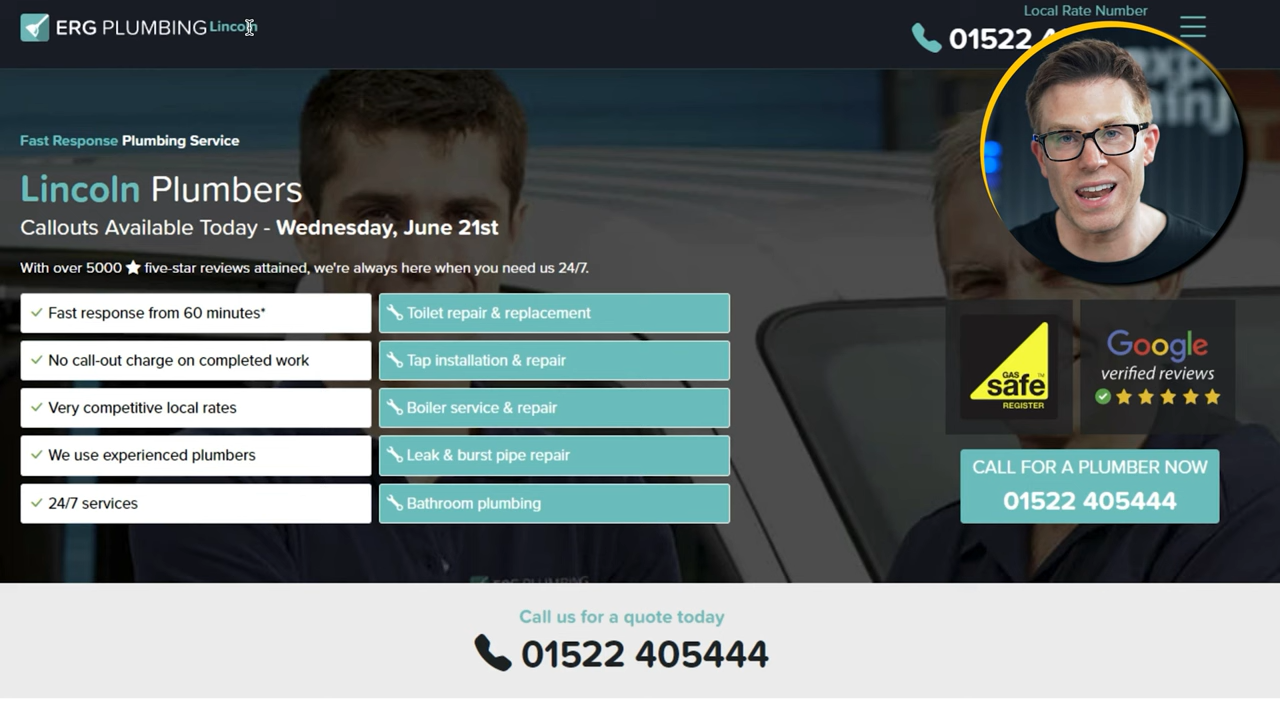 ERG PLUMBING Lincoln
Local Rate Number
01522
Fast Response Plumbing Service
Lincoln Plumbers
Callouts Available Today - Wednesday, June 21st
With over 5000 ★ five-star reviews attained, we're always here when you need us 24/7.
✓ Fast response from 60 minutes*
Toilet repair & replacement
✓ No call-out charge on completed work
Tap installation & repair
✓ Very competitive local rates
Boiler service & repair
✓ We use experienced plumbers
Leak & burst pipe repair
✓ 24/7 services
Bathroom plumbing
GAS
safe™
REGISTER
Google
verified reviews
CALL FOR A PLUMBER NOW
01522 405444
ERG PLUMBING
Call us for a quote today
01522 405444